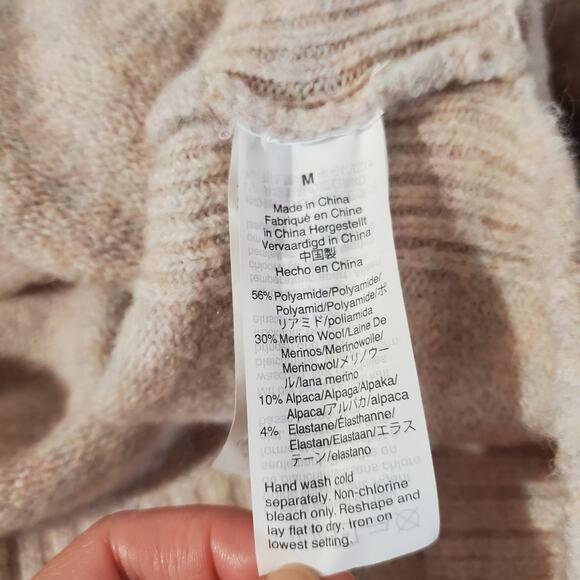 M
Made in China
Fabriqué en Chine
in China Hergestellt
Vervaardigd in China
中国製
Hecho en China
56% Polyamide/Polyamide/
Polyamid/Polyamide/ポ
リアミド/poliamida
30% Merino Wool/Laine De
Merinos/Merinowolle/
Merinowol/メリノウー
ル/lana merino
10% Alpaca/Alpaga/Alpaka/
Alpaca/アルパカ/alpaca
4% Elastane/Élasthanne/
Elastan/Elastaan/エラス
テーン/elastano
Hand wash cold
separately. Non-chlorine
bleach only. Reshape and
lay flat to dry. Iron on
lowest setting.